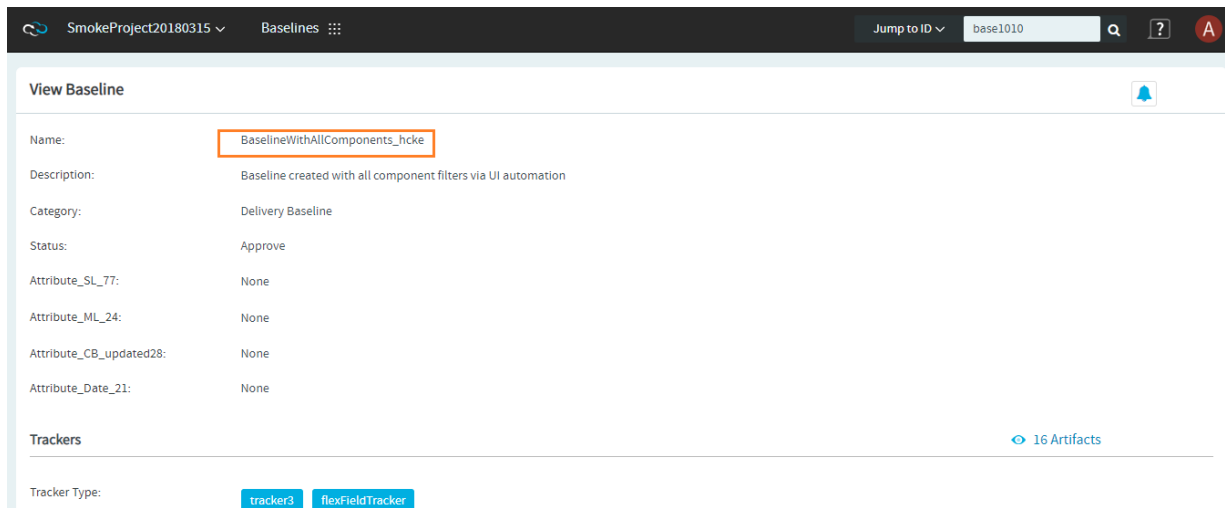 SmokeProject20180315 Baselines Jump to ID base1010 ? A
View Baseline
Name: BaselineWithAllComponents_hcke
Description: Baseline created with all component filters via UI automation
Category: Delivery Baseline
Status: Approve
Attribute_SL_77: None
Attribute_ML_24: None
Attribute_CB_updated28: None
Attribute_Date_21: None
Trackers 16 Artifacts
Tracker Type: tracker3 flexFieldTracker